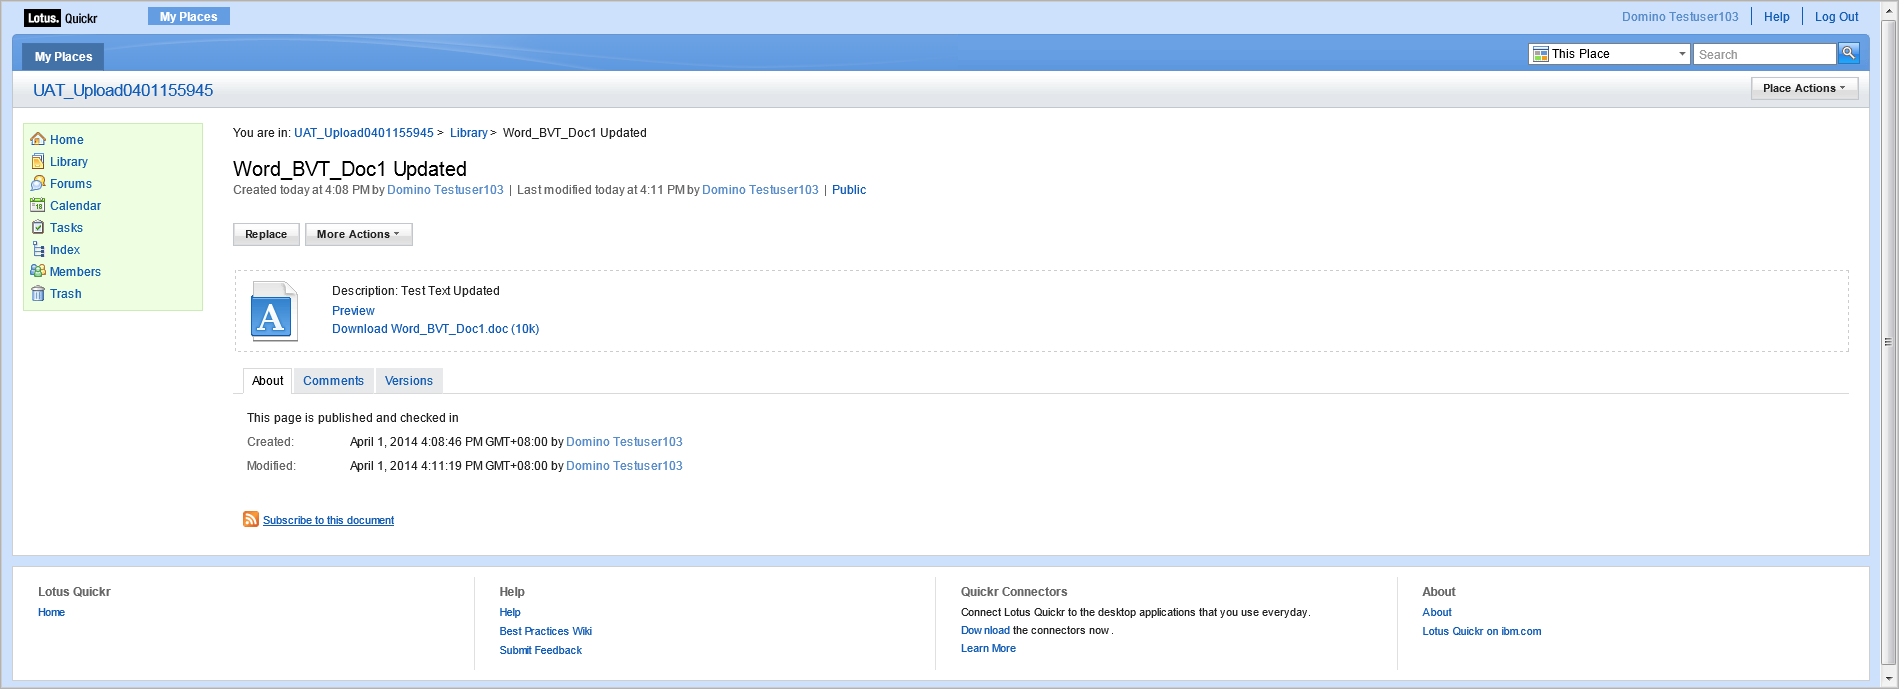 Lotus. Quickr My Places Domino Testuser103 Help Log Out
My Places This Place Search
UAT_Upload0401155945 Place Actions
Home
Library
Forums
Calendar
Tasks
Index
Members
Trash
You are in: UAT_Upload0401155945 > Library > Word_BVT_Doc1 Updated
Word_BVT_Doc1 Updated
Created today at 4:08 PM by Domino Testuser103 | Last modified today at 4:11 PM by Domino Testuser103 | Public
Replace More Actions
Description: Test Text Updated
Preview
Download Word_BVT_Doc1.doc (10k)
About Comments Versions
This page is published and checked in
Created: April 1, 2014 4:08:46 PM GMT+08:00 by Domino Testuser103
Modified: April 1, 2014 4:11:19 PM GMT+08:00 by Domino Testuser103
Subscribe to this document
Lotus Quickr
Home
Help
Help
Best Practices Wiki
Submit Feedback
Quickr Connectors
Connect Lotus Quickr to the desktop applications that you use everyday.
Download the connectors now.
Learn More
About
About
Lotus Quickr on ibm.com